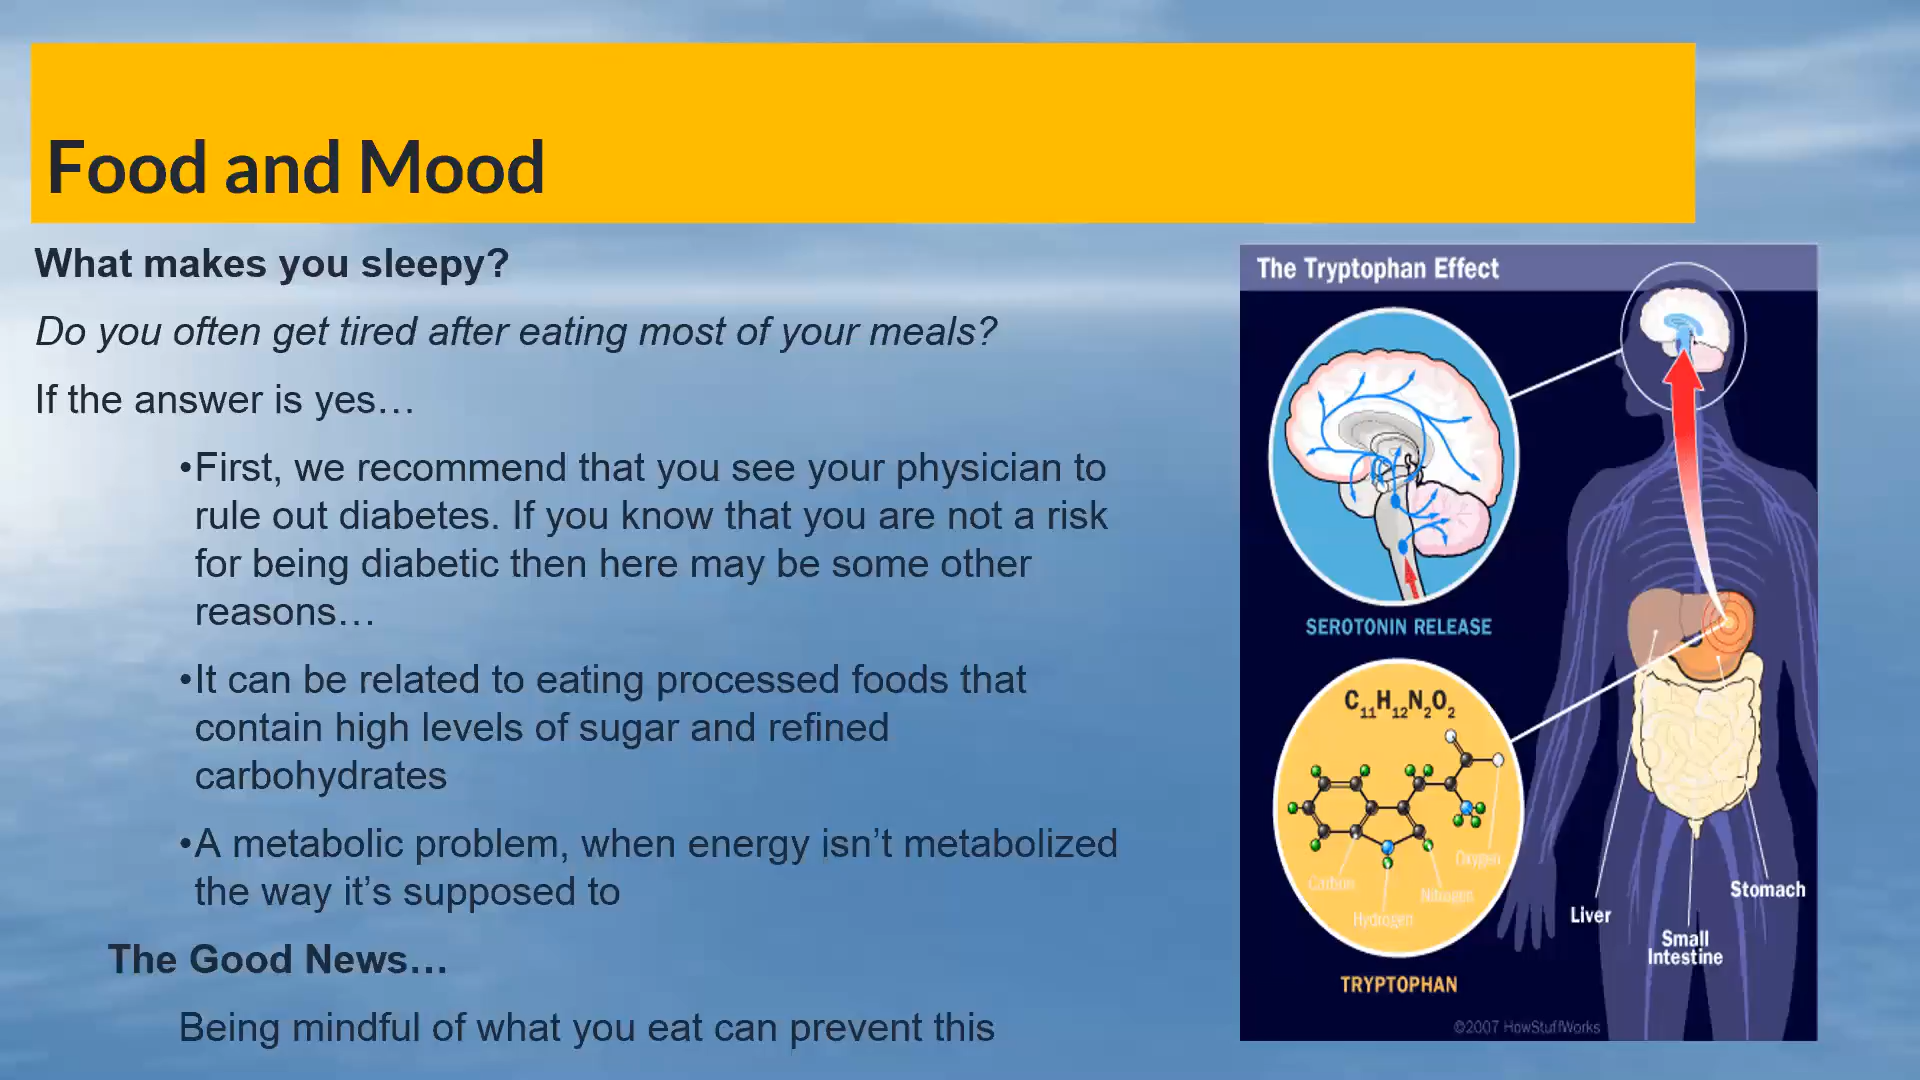 Food and Mood
What makes you sleepy?
Do you often get tired after eating most of your meals?
If the answer is yes…
•First, we recommend that you see your physician to
rule out diabetes. If you know that you are not a risk
for being diabetic then here may be some other
reasons…
•It can be related to eating processed foods that
contain high levels of sugar and refined
carbohydrates
•A metabolic problem, when energy isn’t metabolized
the way it’s supposed to
The Good News…
Being mindful of what you eat can prevent this
The Tryptophan Effect
SEROTONIN RELEASE
C₁₁H₁₂N₂O₂
Oxygen
Carbon
Nitrogen
Hydrogen
TRYPTOPHAN
Liver
Small
Intestine
Stomach
©2007 HowStuffWorks